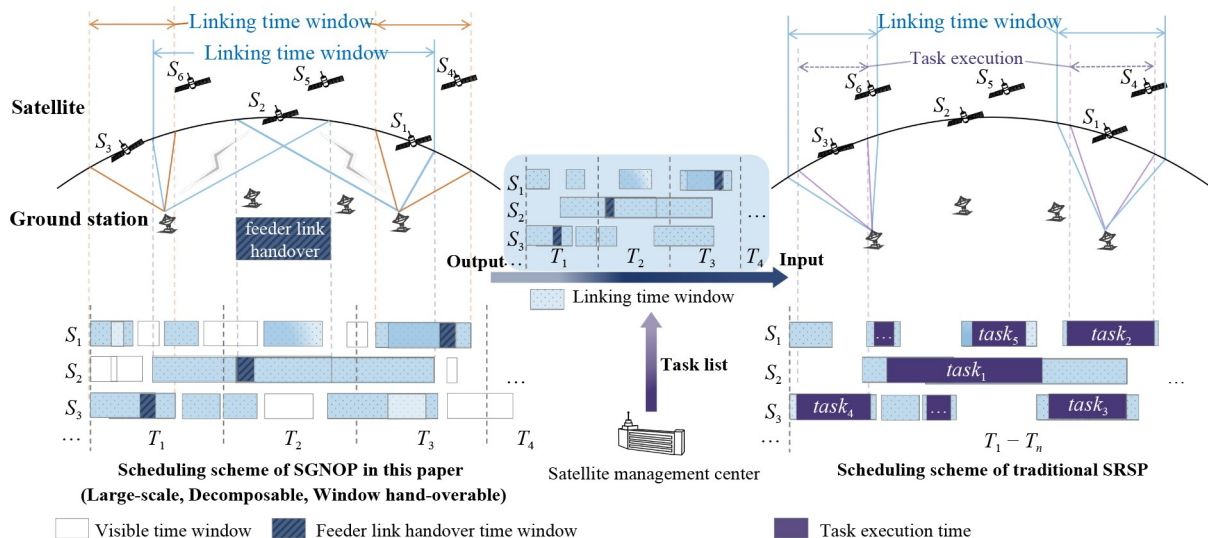 Linking time window
Linking time window
S6
S5
S4
S2
S3
S1
Satellite
Ground station
feeder link
handover
S1
S2
S3
T1
T2
T3
T4
...
...
Output
Input
Linking time window
Task list
Satellite management center
Linking time window
Task execution
S6
S5
S4
S2
S3
S1
S1
S2
S3
...
T1
T2
T3
T4
...
Scheduling scheme of SGNOP in this paper
(Large-scale, Decomposable, Window hand-overable)
S1
...
task5
task2
S2
task1
...
S3
task4
...
task3
...
T1 − Tn
Scheduling scheme of traditional SRSP
Visible time window
Feeder link handover time window
Task execution time